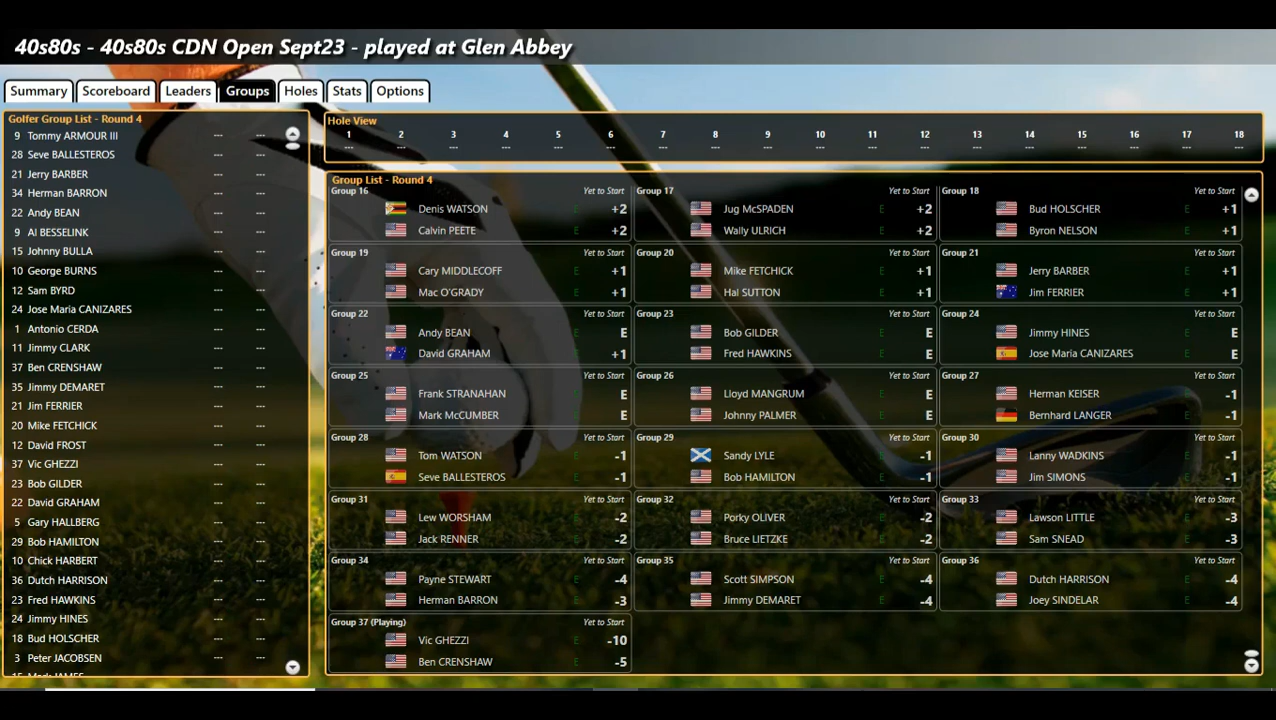 40s80s - 40s80s CDN Open Sept23 - played at Glen Abbey
Summary Scoreboard Leaders Groups Holes Stats Options
Golfer Group List - Round 4
9 Tommy ARMOUR III --- ---
28 Seve BALLESTEROS --- ---
21 Jerry BARBER --- ---
34 Herman BARRON --- ---
22 Andy BEAN --- ---
9 Al BESSELINK --- ---
15 Johnny BULLA --- ---
10 George BURNS --- ---
12 Sam BYRD --- ---
24 Jose Maria CANIZARES --- ---
1 Antonio CERDA --- ---
11 Jimmy CLARK --- ---
37 Ben CRENSHAW --- ---
35 Jimmy DEMARET --- ---
21 Jim FERRIER --- ---
20 Mike FETCHICK --- ---
12 David FROST --- ---
37 Vic GHEZZI --- ---
23 Bob GILDER --- ---
22 David GRAHAM --- ---
5 Gary HALLBERG --- ---
29 Bob HAMILTON --- ---
10 Chick HARBERT --- ---
36 Dutch HARRISON --- ---
23 Fred HAWKINS --- ---
24 Jimmy HINES --- ---
18 Bud HOLSCHER --- ---
3 Peter JACOBSEN --- ---
15 Mark JAMES
Hole View
1 2 3 4 5 6 7 8 9 10 11 12 13 14 15 16 17 18
--- --- --- --- --- --- --- --- --- --- --- --- --- --- --- --- --- ---
Group List - Round 4
Group 16 Yet to Start Group 17 Yet to Start Group 18 Yet to Start
Denis WATSON E +2 Jug McSPADEN E +2 Bud HOLSCHER E +1
Calvin PEETE E +2 Wally ULRICH E +2 Byron NELSON E +1
Group 19 Yet to Start Group 20 Yet to Start Group 21 Yet to Start
Cary MIDDLECOFF E +1 Mike FETCHICK E +1 Jerry BARBER E +1
Mac O'GRADY E +1 Hal SUTTON E +1 Jim FERRIER E +1
Group 22 Yet to Start Group 23 Yet to Start Group 24 Yet to Start
Andy BEAN E E Bob GILDER E E Jimmy HINES E E
David GRAHAM E +1 Fred HAWKINS E E Jose Maria CANIZARES E E
Group 25 Yet to Start Group 26 Yet to Start Group 27 Yet to Start
Frank STRANAHAN E E Lloyd MANGRUM E E Herman KEISER E -1
Mark McCUMBER E E Johnny PALMER E E Bernhard LANGER E -1
Group 28 Yet to Start Group 29 Yet to Start Group 30 Yet to Start
Tom WATSON E -1 Sandy LYLE E -1 Lanny WADKINS E -1
Seve BALLESTEROS E -1 Bob HAMILTON E -1 Jim SIMONS E -1
Group 31 Yet to Start Group 32 Yet to Start Group 33 Yet to Start
Lew WORSHAM E -2 Porky OLIVER E -2 Lawson LITTLE E -3
Jack RENNER E -2 Bruce LIETZKE E -2 Sam SNEAD E -3
Group 34 Yet to Start Group 35 Yet to Start Group 36 Yet to Start
Payne STEWART E -4 Scott SIMPSON E -4 Dutch HARRISON E -4
Herman BARRON E -3 Jimmy DEMARET E -4 Joey SINDELAR E -4
Group 37 (Playing) Yet to Start
Vic GHEZZI E -10
Ben CRENSHAW E -5